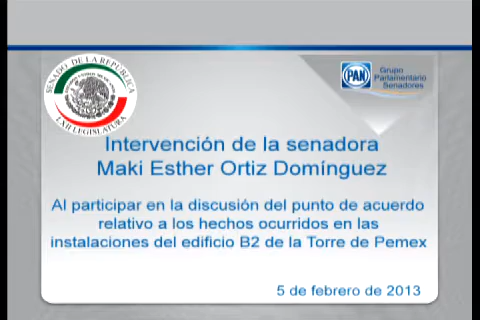 SENADO DE LA REPUBLICA
LXII LEGISLATURA
PAN
Grupo
Parlamentario
Senadores
Intervención de la senadora
Maki Esther Ortiz Domínguez
Al participar en la discusión del punto de acuerdo
relativo a los hechos ocurridos en las
instalaciones del edificio B2 de la Torre de Pemex
5 de febrero de 2013